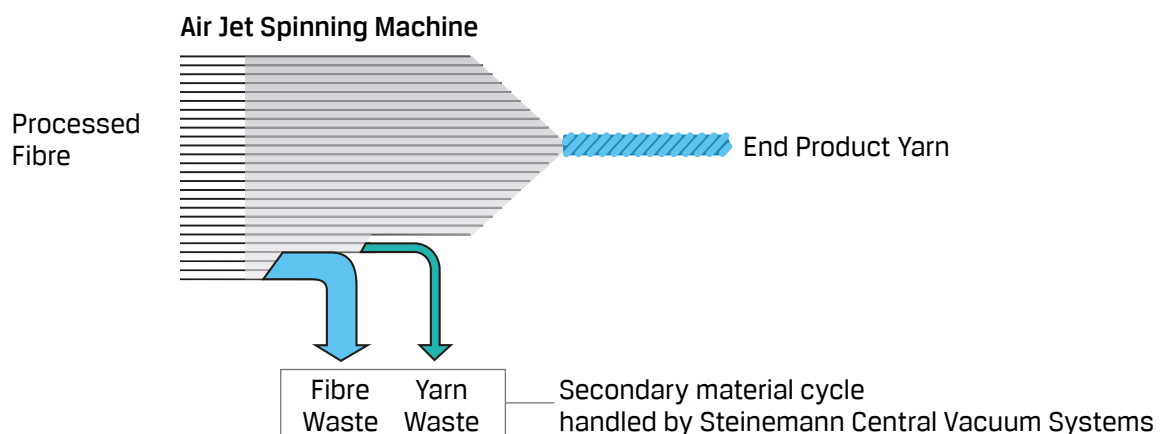 Air Jet Spinning Machine
Processed
Fibre
End Product Yarn
Fibre
Waste
Yarn
Waste
Secondary material cycle
handled by Steinemann Central Vacuum Systems